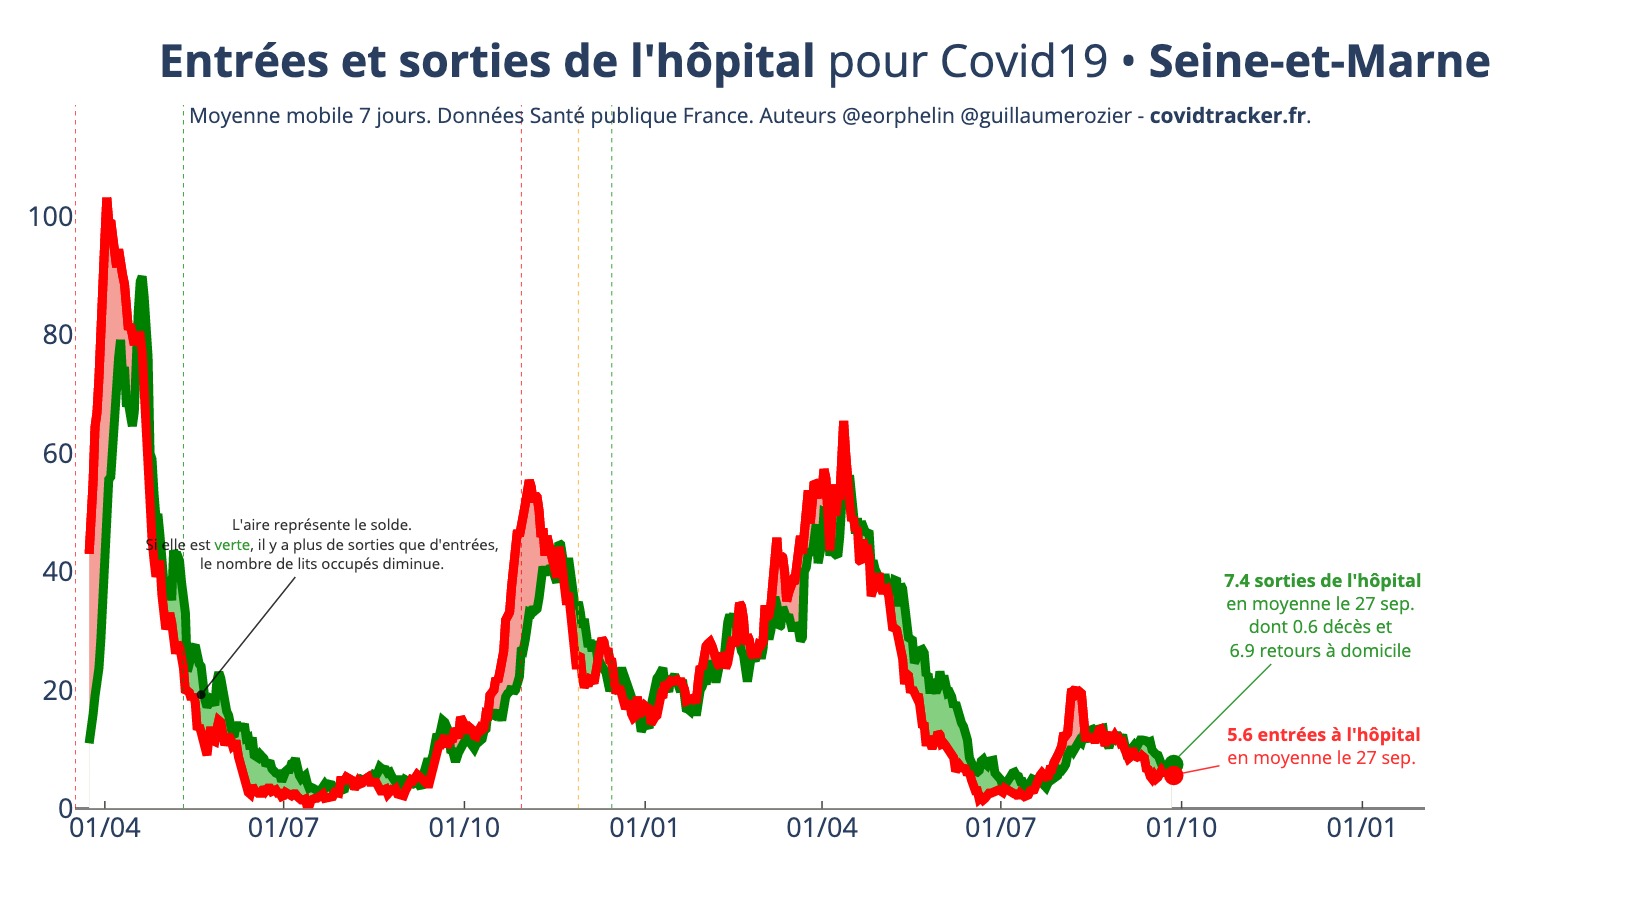 Entrées et sorties de l'hôpital pour Covid19 • Seine-et-Marne
Moyenne mobile 7 jours. Données Santé publique France. Auteurs @eorphelin @guillaumerozier - covidtracker.fr.
100
80
60
40
20
0
L'aire représente le solde.
Si elle est verte, il y a plus de sorties que d'entrées,
le nombre de lits occupés diminue.
7.4 sorties de l'hôpital
en moyenne le 27 sep.
dont 0.6 décès et
6.9 retours à domicile
5.6 entrées à l'hôpital
en moyenne le 27 sep.
01/04 01/07 01/10 01/01 01/04 01/07 01/10 01/01